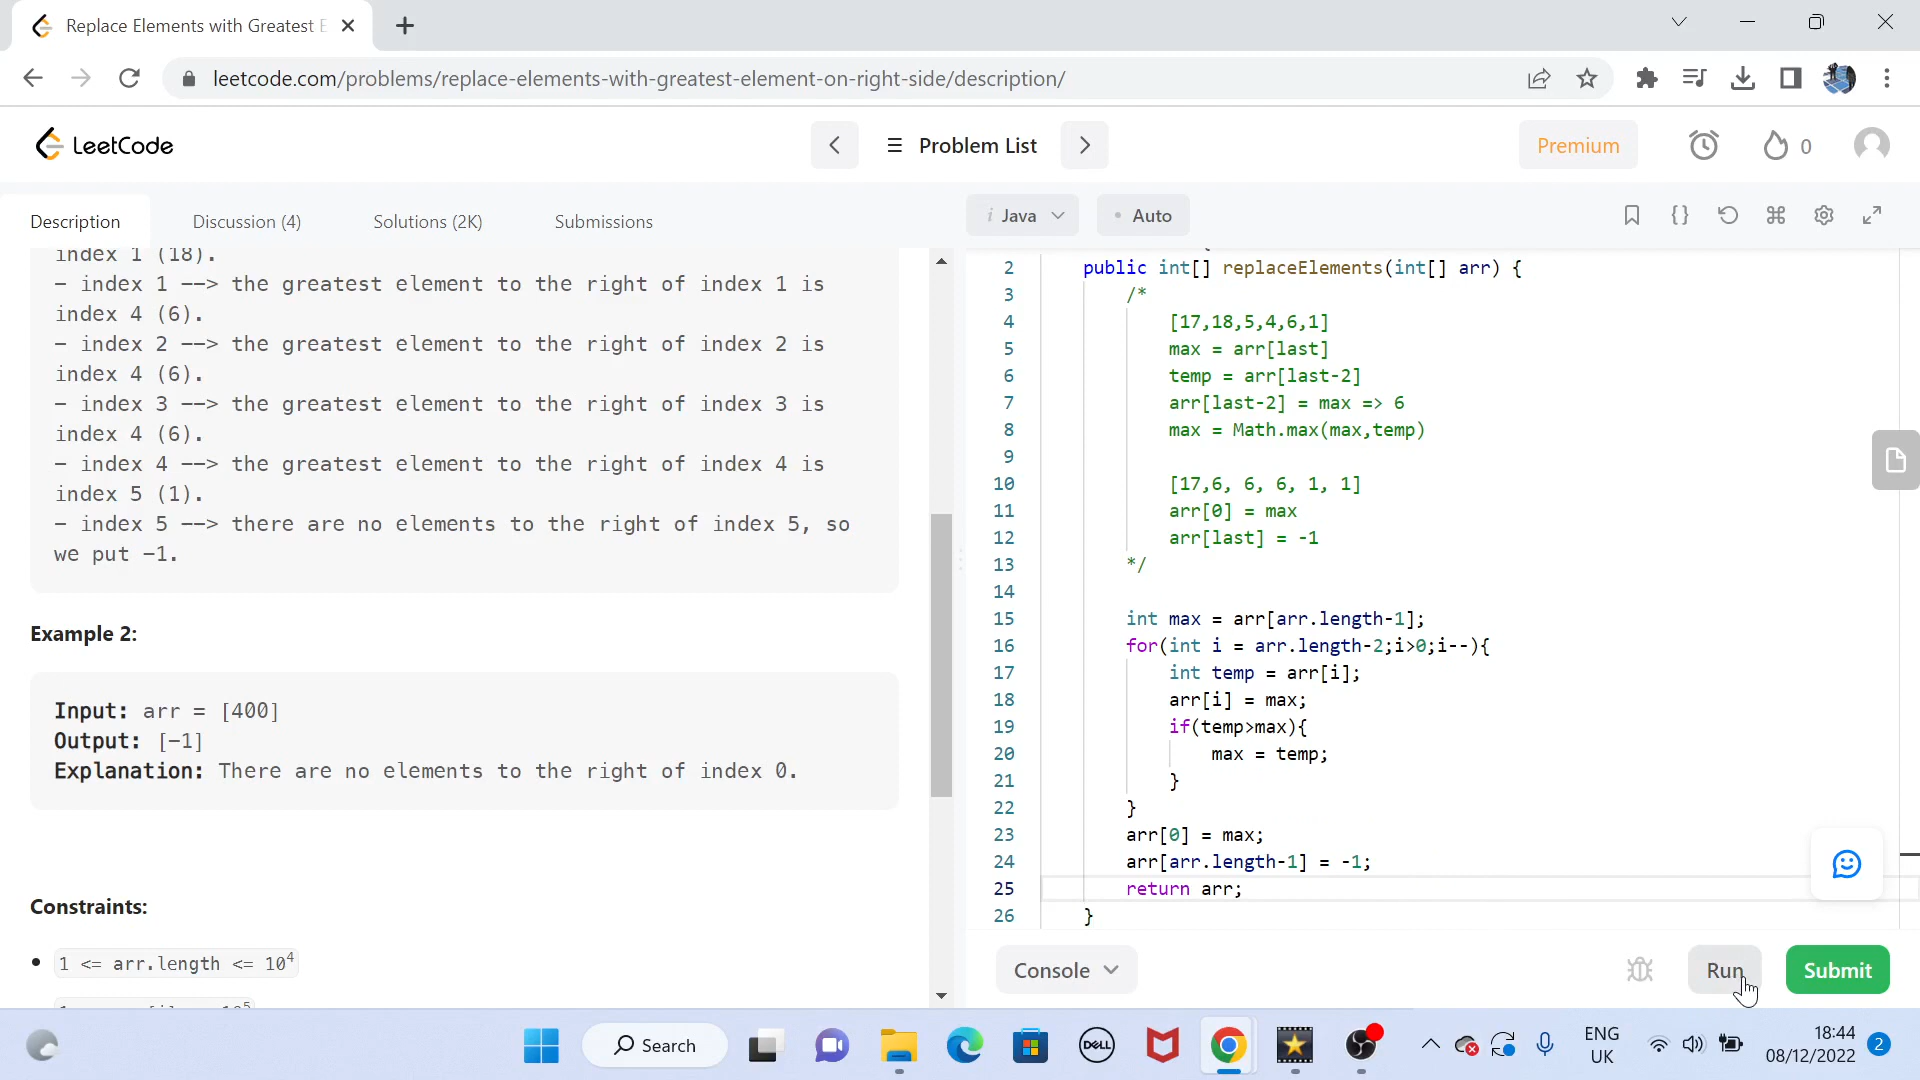 Replace Elements with Greatest E
leetcode.com/problems/replace-elements-with-greatest-element-on-right-side/description/
LeetCode
Problem List
Premium
0
Description
Discussion (4)
Solutions (2K)
Submissions
i Java
Auto
index 1 (18).
- index 1 --> the greatest element to the right of index 1 is
index 4 (6).
- index 2 --> the greatest element to the right of index 2 is
index 4 (6).
- index 3 --> the greatest element to the right of index 3 is
index 4 (6).
- index 4 --> the greatest element to the right of index 4 is
index 5 (1).
- index 5 --> there are no elements to the right of index 5, so
we put -1.
Example 2:
Input: arr = [400]
Output: [-1]
Explanation: There are no elements to the right of index 0.
Constraints:
1 <= arr.length <= 10^4
2 public int[] replaceElements(int[] arr) {
3 /*
4 [17,18,5,4,6,1]
5 max = arr[last]
6 temp = arr[last-2]
7 arr[last-2] = max => 6
8 max = Math.max(max,temp)
9
10 [17,6, 6, 6, 1, 1]
11 arr[0] = max
12 arr[last] = -1
13 */
14
15 int max = arr[arr.length-1];
16 for(int i = arr.length-2;i>0;i--){
17 int temp = arr[i];
18 arr[i] = max;
19 if(temp>max){
20 max = temp;
21 }
22 }
23 arr[0] = max;
24 arr[arr.length-1] = -1;
25 return arr;
26 }
Console
Run
Submit
Search
DELL
ENG
UK
18:44
08/12/2022
2